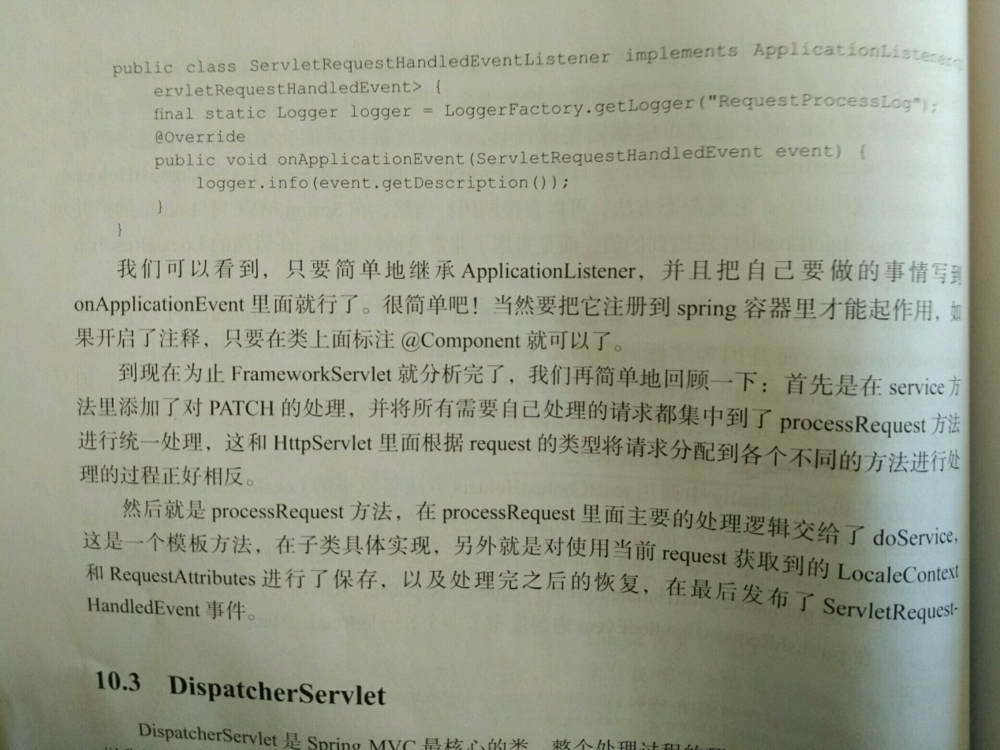 public class ServletRequestHandledEventListener implements ApplicationListener<
ervletRequestHandledEvent> {
final static Logger logger = LoggerFactory.getLogger("RequestProcessLog");
@Override
public void onApplicationEvent(ServletRequestHandledEvent event) {
logger.info(event.getDescription());
}
}
我们可以看到，只要简单地继承 ApplicationListener，并且把自己要做的事情写到
onApplicationEvent 里面就行了。很简单吧！当然要把它注册到 spring 容器里才能起作用，如
果开启了注释，只要在类上面标注 @Component 就可以了。
到现在为止 FrameworkServlet 就分析完了，我们再简单地回顾一下：首先是在 service 方
法里添加了对 PATCH 的处理，并将所有需要自己处理的请求都集中到了 processRequest 方法
进行统一处理，这和 HttpServlet 里面根据 request 的类型将请求分配到各个不同的方法进行处
理的过程正好相反。
然后就是 processRequest 方法，在 processRequest 里面主要的处理逻辑交给了 doService，
这是一个模板方法，在子类具体实现，另外就是对使用当前 request 获取到的 LocaleContext
和 RequestAttributes 进行了保存，以及处理完之后的恢复，在最后发布了 ServletRequest-
HandledEvent 事件。
10.3 DispatcherServlet
DispatcherServlet 是 Spring MVC 最核心的类，整个处理过程的